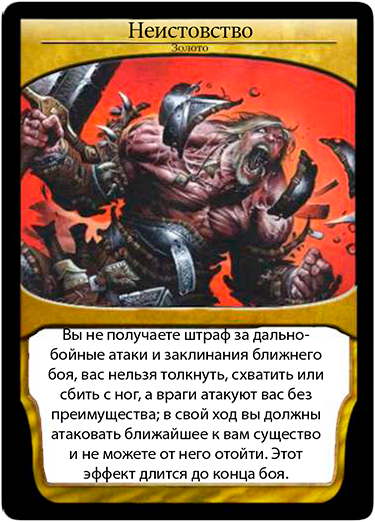 Неистовство
Золото
Вы не получаете штраф за дально-
бойные атаки и заклинания ближнего
боя, вас нельзя толкнуть, схватить или
сбить с ног, а враги атакуют вас без
преимущества; в свой ход вы должны
атаковать ближайшее к вам существо
и не можете от него отойти. Этот
эффект длится до конца боя.